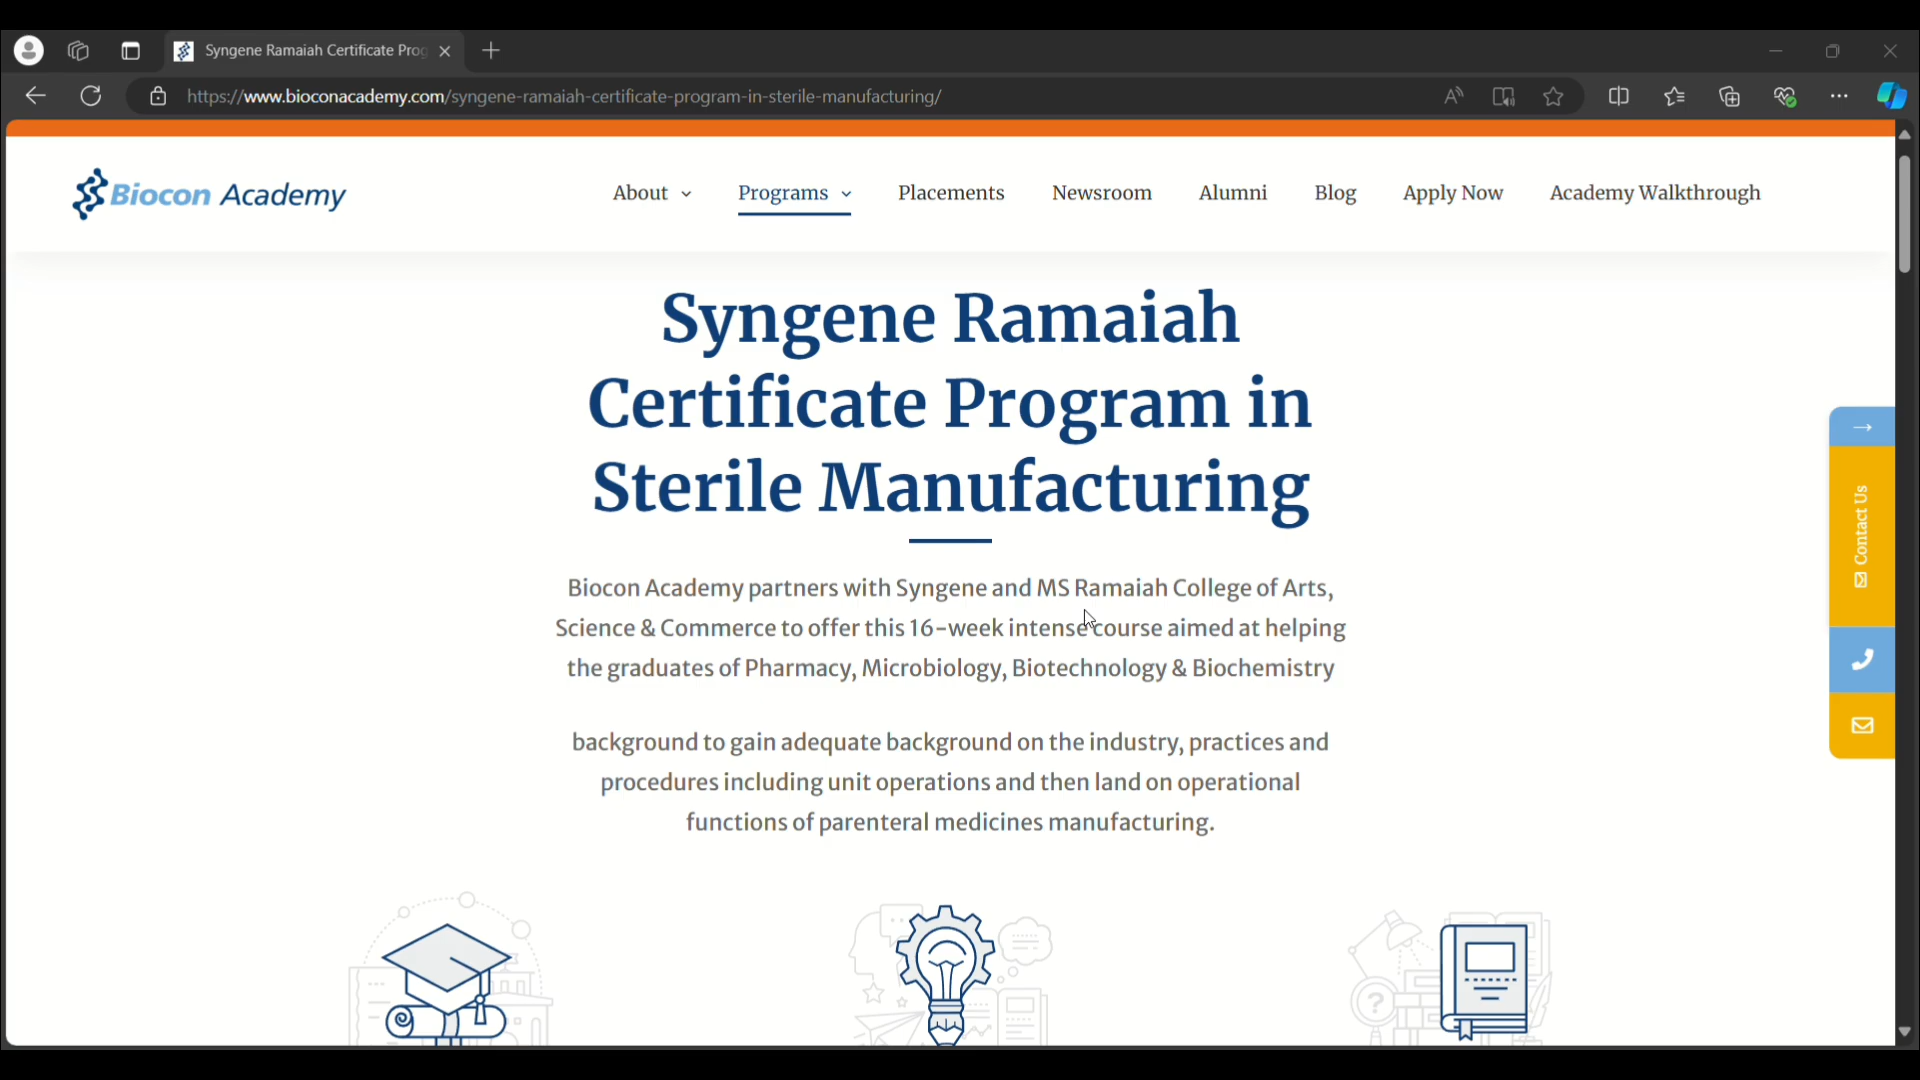 Syngene Ramaiah Certificate Prog
https://www.bioconacademy.com/syngene-ramaiah-certificate-program-in-sterile-manufacturing/
Biocon Academy
About
Programs
Placements
Newsroom
Alumni
Blog
Apply Now
Academy Walkthrough
Syngene Ramaiah
Certificate Program in
Sterile Manufacturing
Biocon Academy partners with Syngene and MS Ramaiah College of Arts,
Science & Commerce to offer this 16-week intense course aimed at helping
the graduates of Pharmacy, Microbiology, Biotechnology & Biochemistry
background to gain adequate background on the industry, practices and
procedures including unit operations and then land on operational
functions of parenteral medicines manufacturing.
Contact Us